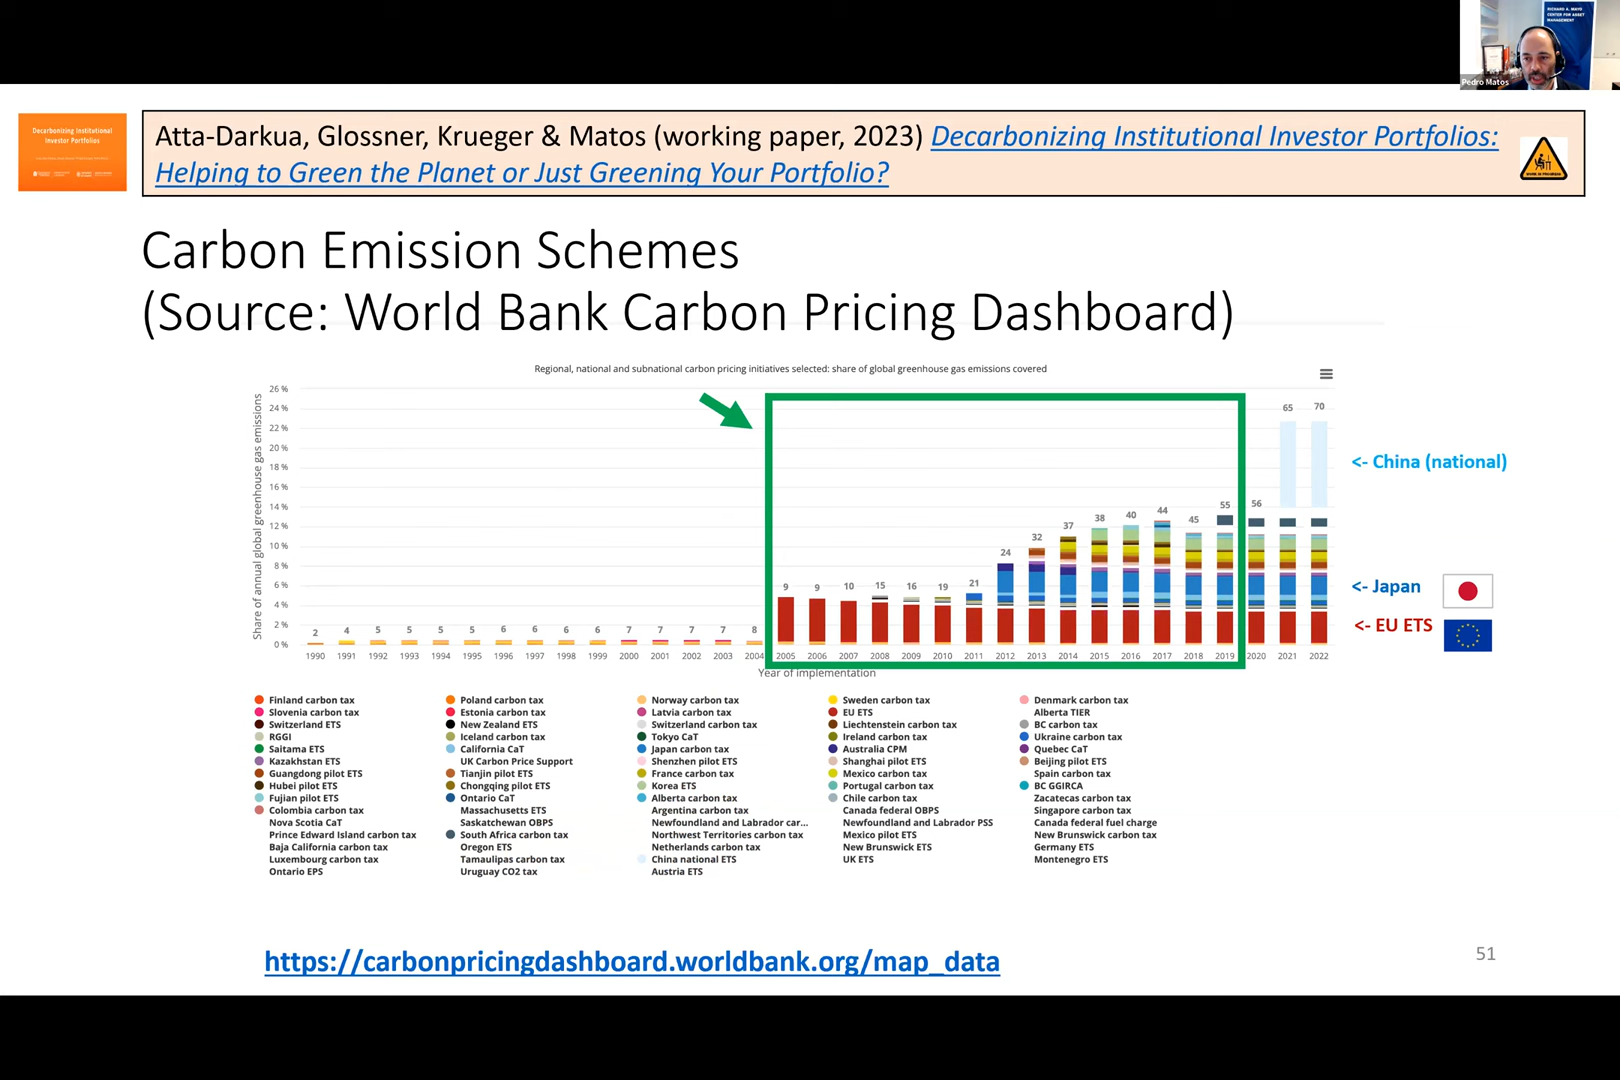 RICHARD A. MAYO
CENTER FOR ASSET
MANAGEMENT
Pedro Matos
Decarbonizing Institutional
Investor Portfolios
Atta-Darkua, Glossner, Krueger & Matos (working paper, 2023) Decarbonizing Institutional Investor Portfolios:
Helping to Green the Planet or Just Greening Your Portfolio?
WORK IN PROGRESS
Carbon Emission Schemes
(Source: World Bank Carbon Pricing Dashboard)
Regional, national and subnational carbon pricing initiatives selected: share of global greenhouse gas emissions covered
Share of annual global greenhouse gas emissions
26 %
24 %
22 %
20 %
18 %
16 %
14 %
12 %
10 %
8 %
6 %
4 %
2 %
0 %
2 4 5 5 5 5 6 6 6 6 7 7 7 7 8 9 9 10 15 16 19 21 24 32 37 38 40 44 45 55 56 65 70
1990 1991 1992 1993 1994 1995 1996 1997 1998 1999 2000 2001 2002 2003 2004 2005 2006 2007 2008 2009 2010 2011 2012 2013 2014 2015 2016 2017 2018 2019 2020 2021 2022
Year of implementation
<- China (national)
<- Japan
<- EU ETS
Finland carbon tax Poland carbon tax Norway carbon tax Sweden carbon tax Denmark carbon tax
Slovenia carbon tax Estonia carbon tax Latvia carbon tax EU ETS Alberta TIER
Switzerland ETS New Zealand ETS Switzerland carbon tax Liechtenstein carbon tax BC carbon tax
RGGI Iceland carbon tax Tokyo CaT Ireland carbon tax Ukraine carbon tax
Saitama ETS California CaT Japan carbon tax Australia CPM Quebec CaT
Kazakhstan ETS UK Carbon Price Support Shenzhen pilot ETS Shanghai pilot ETS Beijing pilot ETS
Guangdong pilot ETS Tianjin pilot ETS France carbon tax Mexico carbon tax Spain carbon tax
Hubei pilot ETS Chongqing pilot ETS Korea ETS Portugal carbon tax BC GGIRCA
Fujian pilot ETS Ontario CaT Alberta carbon tax Chile carbon tax Zacatecas carbon tax
Colombia carbon tax Massachusetts ETS Argentina carbon tax Canada federal OBPS Singapore carbon tax
Nova Scotia CaT Saskatchewan OBPS Newfoundland and Labrador car... Newfoundland and Labrador PSS Canada federal fuel charge
Prince Edward Island carbon tax South Africa carbon tax Northwest Territories carbon tax Mexico pilot ETS New Brunswick carbon tax
Baja California carbon tax Oregon ETS Netherlands carbon tax New Brunswick ETS Germany ETS
Luxembourg carbon tax Tamaulipas carbon tax China national ETS UK ETS Montenegro ETS
Ontario EPS Uruguay CO2 tax Austria ETS
https://carbonpricingdashboard.worldbank.org/map_data
51